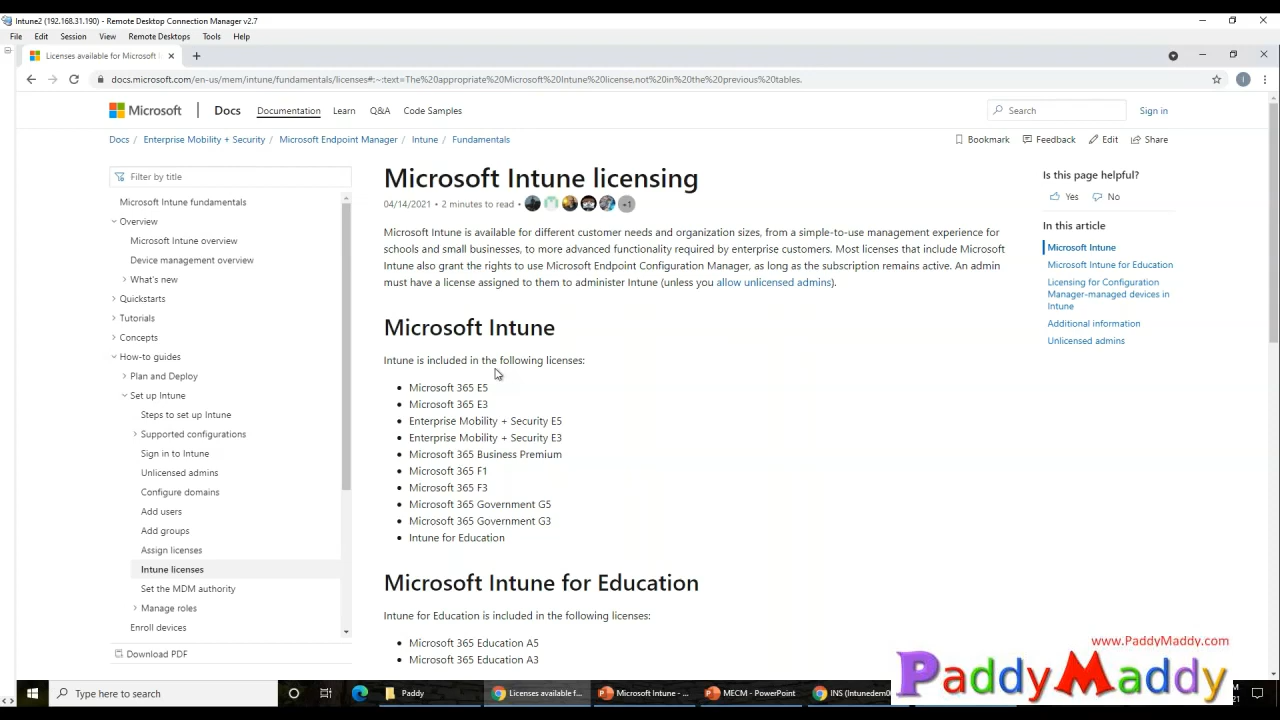 Intune2 (192.168.31.190) - Remote Desktop Connection Manager v2.7
File Edit Session View Remote Desktops Tools Help
Licenses available for Microsoft
docs.microsoft.com/en-us/mem/intune/fundamentals/licenses#:~:text=The%20appropriate%20Microsoft%20Intune%20license,not%20in%20the%20previous%20tables.
I
Microsoft Docs Documentation Learn Q&A Code Samples Search Sign in
Docs / Enterprise Mobility + Security / Microsoft Endpoint Manager / Intune / Fundamentals
Bookmark Feedback Edit Share
Filter by title
Microsoft Intune fundamentals
Overview
Microsoft Intune overview
Device management overview
What's new
Quickstarts
Tutorials
Concepts
How-to guides
Plan and Deploy
Set up Intune
Steps to set up Intune
Supported configurations
Sign in to Intune
Unlicensed admins
Configure domains
Add users
Add groups
Assign licenses
Intune licenses
Set the MDM authority
Manage roles
Enroll devices
Download PDF
Microsoft Intune licensing
04/14/2021 • 2 minutes to read • +1
Microsoft Intune is available for different customer needs and organization sizes, from a simple-to-use management experience for
schools and small businesses, to more advanced functionality required by enterprise customers. Most licenses that include Microsoft
Intune also grant the rights to use Microsoft Endpoint Configuration Manager, as long as the subscription remains active. An admin
must have a license assigned to them to administer Intune (unless you allow unlicensed admins).
Microsoft Intune
Intune is included in the following licenses:
• Microsoft 365 E5
• Microsoft 365 E3
• Enterprise Mobility + Security E5
• Enterprise Mobility + Security E3
• Microsoft 365 Business Premium
• Microsoft 365 F1
• Microsoft 365 F3
• Microsoft 365 Government G5
• Microsoft 365 Government G3
• Intune for Education
Microsoft Intune for Education
Intune for Education is included in the following licenses:
• Microsoft 365 Education A5
• Microsoft 365 Education A3
Is this page helpful?
Yes No
In this article
Microsoft Intune
Microsoft Intune for Education
Licensing for Configuration
Manager-managed devices in
Intune
Additional information
Unlicensed admins
www.PaddyMaddy.com
PaddyMaddy
Type here to search Paddy Licenses available f... Microsoft Intune - ... MECM - PowerPoint